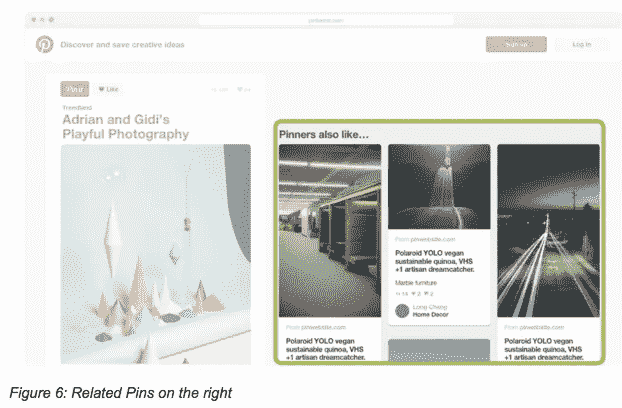 pinterest.com
Discover and save creative ideas
Sign up
Log in
Pin it
Like
Trendland
Adrian and Gidi's
Playful Photography
Pinners also like...
From pinwebsite.com
Polaroid YOLO vegan
sustainable quinoa, VHS
+1 artisan dreamcatcher.
From pinwebsite.com
Polaroid YOLO vegan
sustainable quinoa, VHS
+1 artisan dreamcatcher.
Marble furniture
2
2
Long Cheng
Home Decor
From pinwebsite.com
Polaroid YOLO vegan
sustainable quinoa, VHS
+1 artisan dreamcatcher.
Figure 6: Related Pins on the right